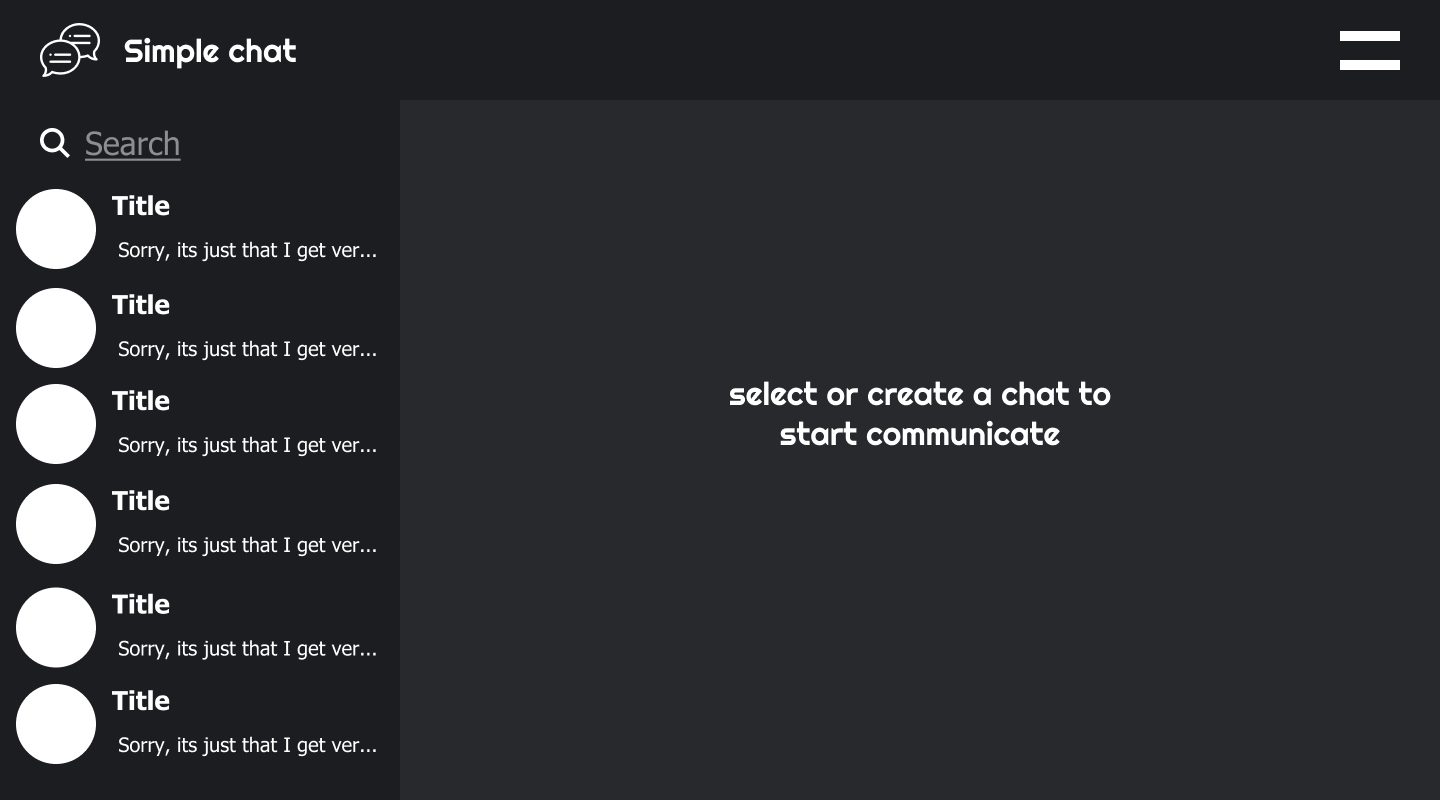 Simple chat
Search
Title
Sorry, its just that I get ver...
Title
Sorry, its just that I get ver...
Title
Sorry, its just that I get ver...
Title
Sorry, its just that I get ver...
Title
Sorry, its just that I get ver...
Title
Sorry, its just that I get ver...
select or create a chat to
start communicate